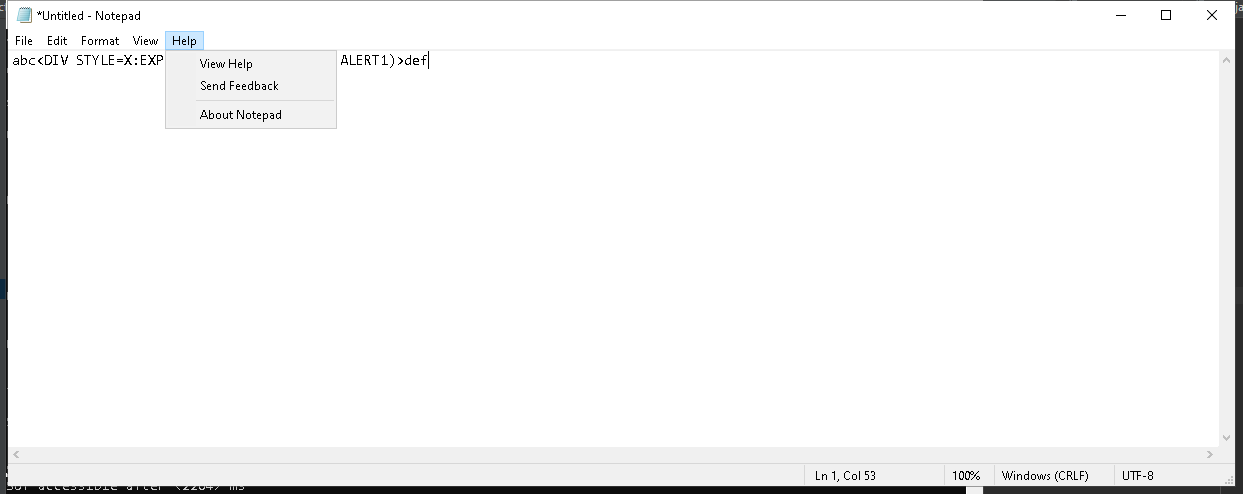 *Untitled - Notepad
File Edit Format View Help
abc<DIV STYLE=X:EXP ALERT1)>def
View Help
Send Feedback
About Notepad
Ln 1, Col 53 100% Windows (CRLF) UTF-8